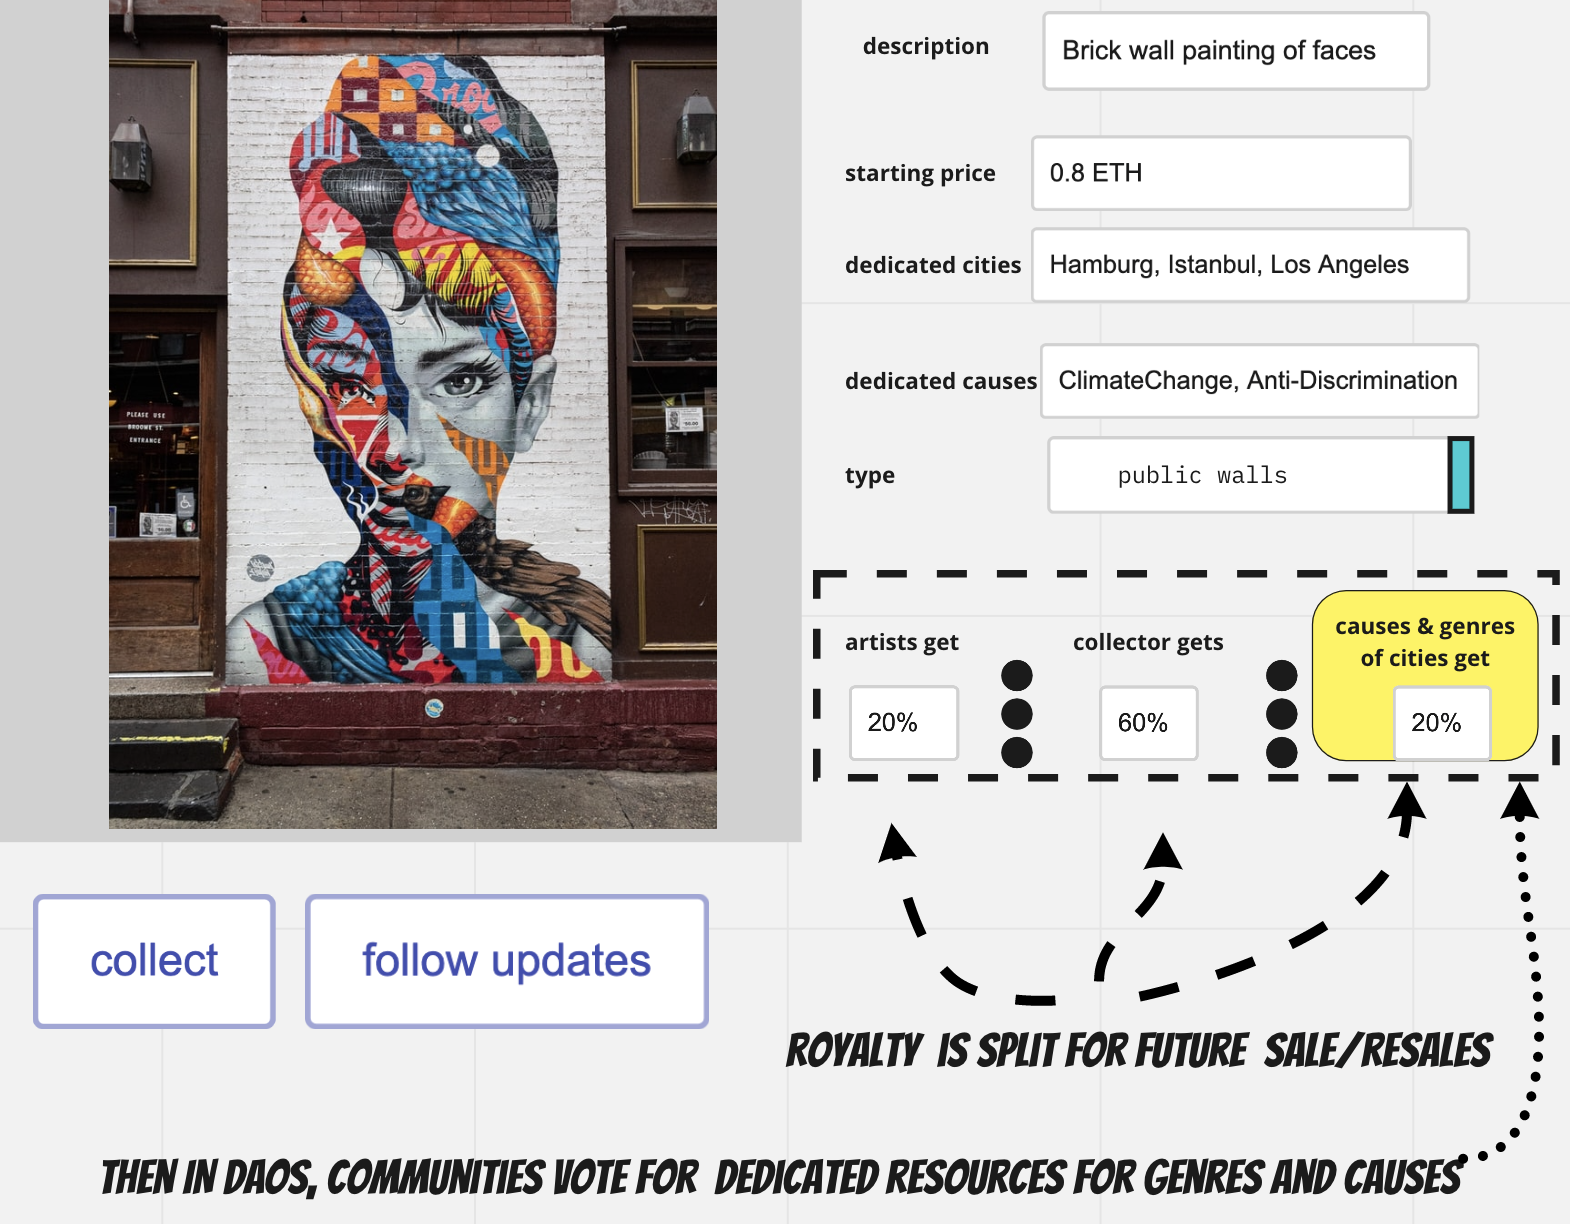 description
Brick wall painting of faces
starting price
0.8 ETH
dedicated cities
Hamburg, Istanbul, Los Angeles
dedicated causes
ClimateChange, Anti-Discrimination
type
public walls
PLEASE USE
BROOME ST.
ENTRANCE
artists get
20%
collector gets
60%
causes & genres
of cities get
20%
collect
follow updates
ROYALTY IS SPLIT FOR FUTURE SALE/RESALES
THEN IN DAOS, COMMUNITIES VOTE FOR DEDICATED RESOURCES FOR GENRES AND CAUSES